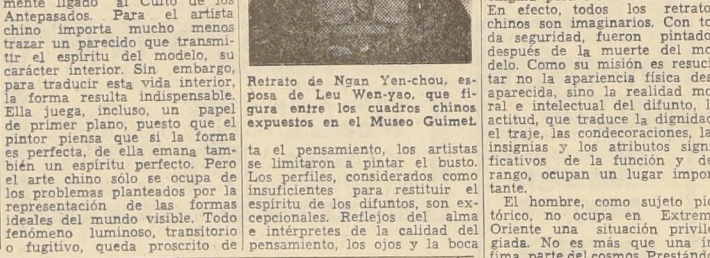 mente ligado al Culto de los
Antepasados. Para el artista
chino importa mucho menos
trazar un parecido que transmi-
tir el espíritu del modelo, su
carácter interior. Sin embargo,
para traducir esta vida interior,
la forma resulta indispensable.
Ella juega, incluso, un papel
de primer plano, puesto que el
pintor piensa que si la forma
es perfecta, de ella emana tam-
bién un espíritu perfecto. Pero
el arte chino sólo se ocupa de
los problemas planteados por la
representación de las formas
ideales del mundo visible. Todo
fenómeno luminoso, transitorio
o fugitivo, queda proscrito de
Retrato de Ngan Yen-chou, es-
posa de Leu Wen-yao, que fi-
gura entre los cuadros chinos
expuestos en el Museo Guimet.
ta el pensamiento, los artistas
se limitaron a pintar el busto.
Los perfiles, considerados como
insuficientes para restituir el
espíritu de los difuntos, son ex-
cepcionales. Reflejos del alma
e intérpretes de la calidad del
pensamiento, los ojos y la boca
En efecto, todos los retrato
chinos son imaginarios. Con to
da seguridad, fueron pintado
después de la muerte del mo
delo. Como su misión es resuci
tar no la apariencia física des
aparecida, sino la realidad mo
ral e intelectual del difunto, l
actitud, que traduce la dignidad
el traje, las condecoraciones, la
insignias y los atributos signi
ficativos de la función y de
rango, ocupan un lugar impor
tante.
El hombre, como sujeto pic
tórico, no ocupa en Extrem
Oriente una situación privile
giada. No es más que una ín
fima parte del cosmos. Prestánd